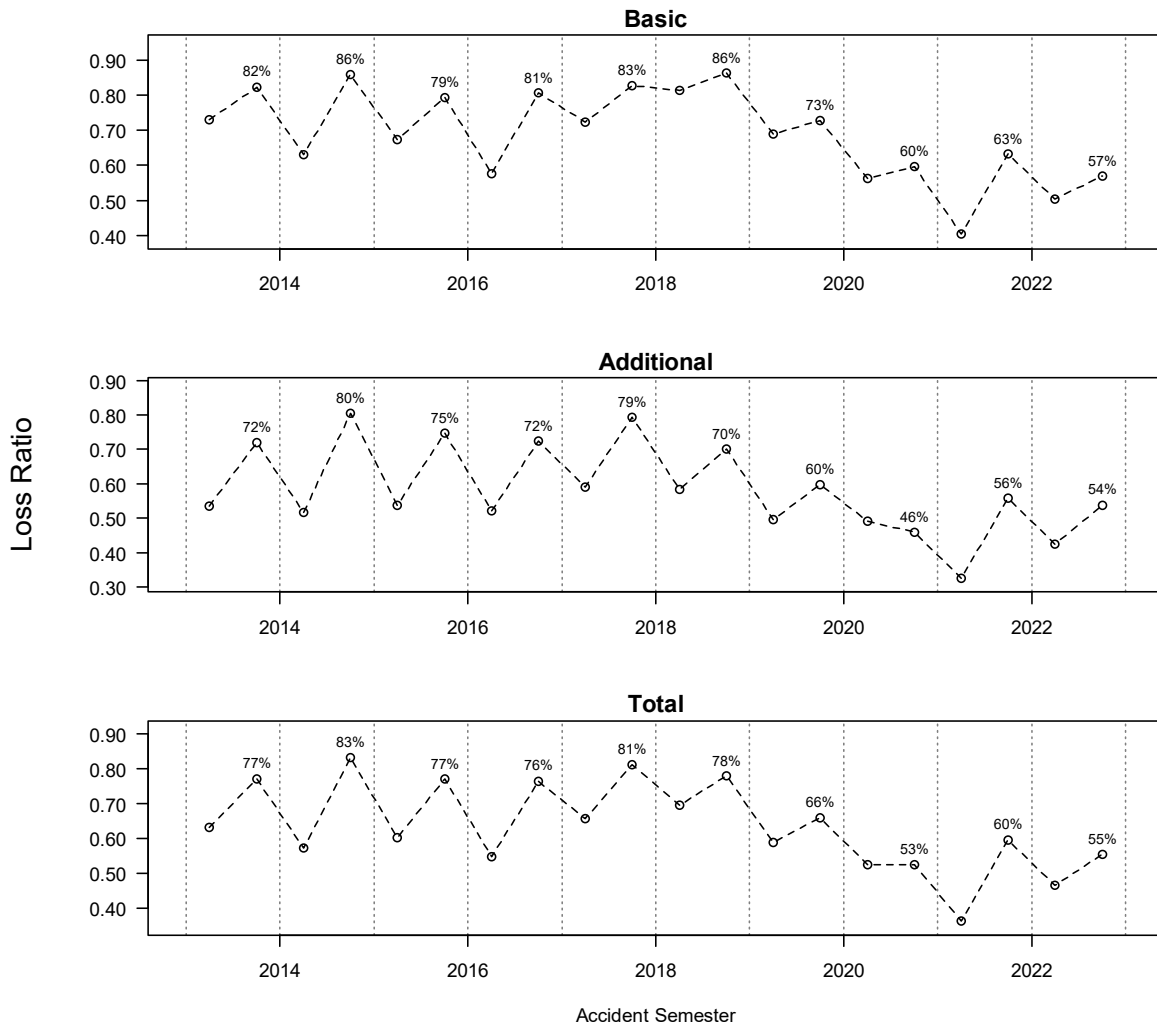 Basic
0.90
0.80
0.70
0.60
0.50
0.40
82% 86% 79% 81% 83% 86% 73% 60% 63% 57%
2014 2016 2018 2020 2022
Additional
0.90
0.80
0.70
0.60
0.50
0.40
0.30
72% 80% 75% 72% 79% 70% 60% 46% 56% 54%
2014 2016 2018 2020 2022
Loss Ratio
Total
0.90
0.80
0.70
0.60
0.50
0.40
77% 83% 77% 76% 81% 78% 66% 53% 60% 55%
2014 2016 2018 2020 2022
Accident Semester